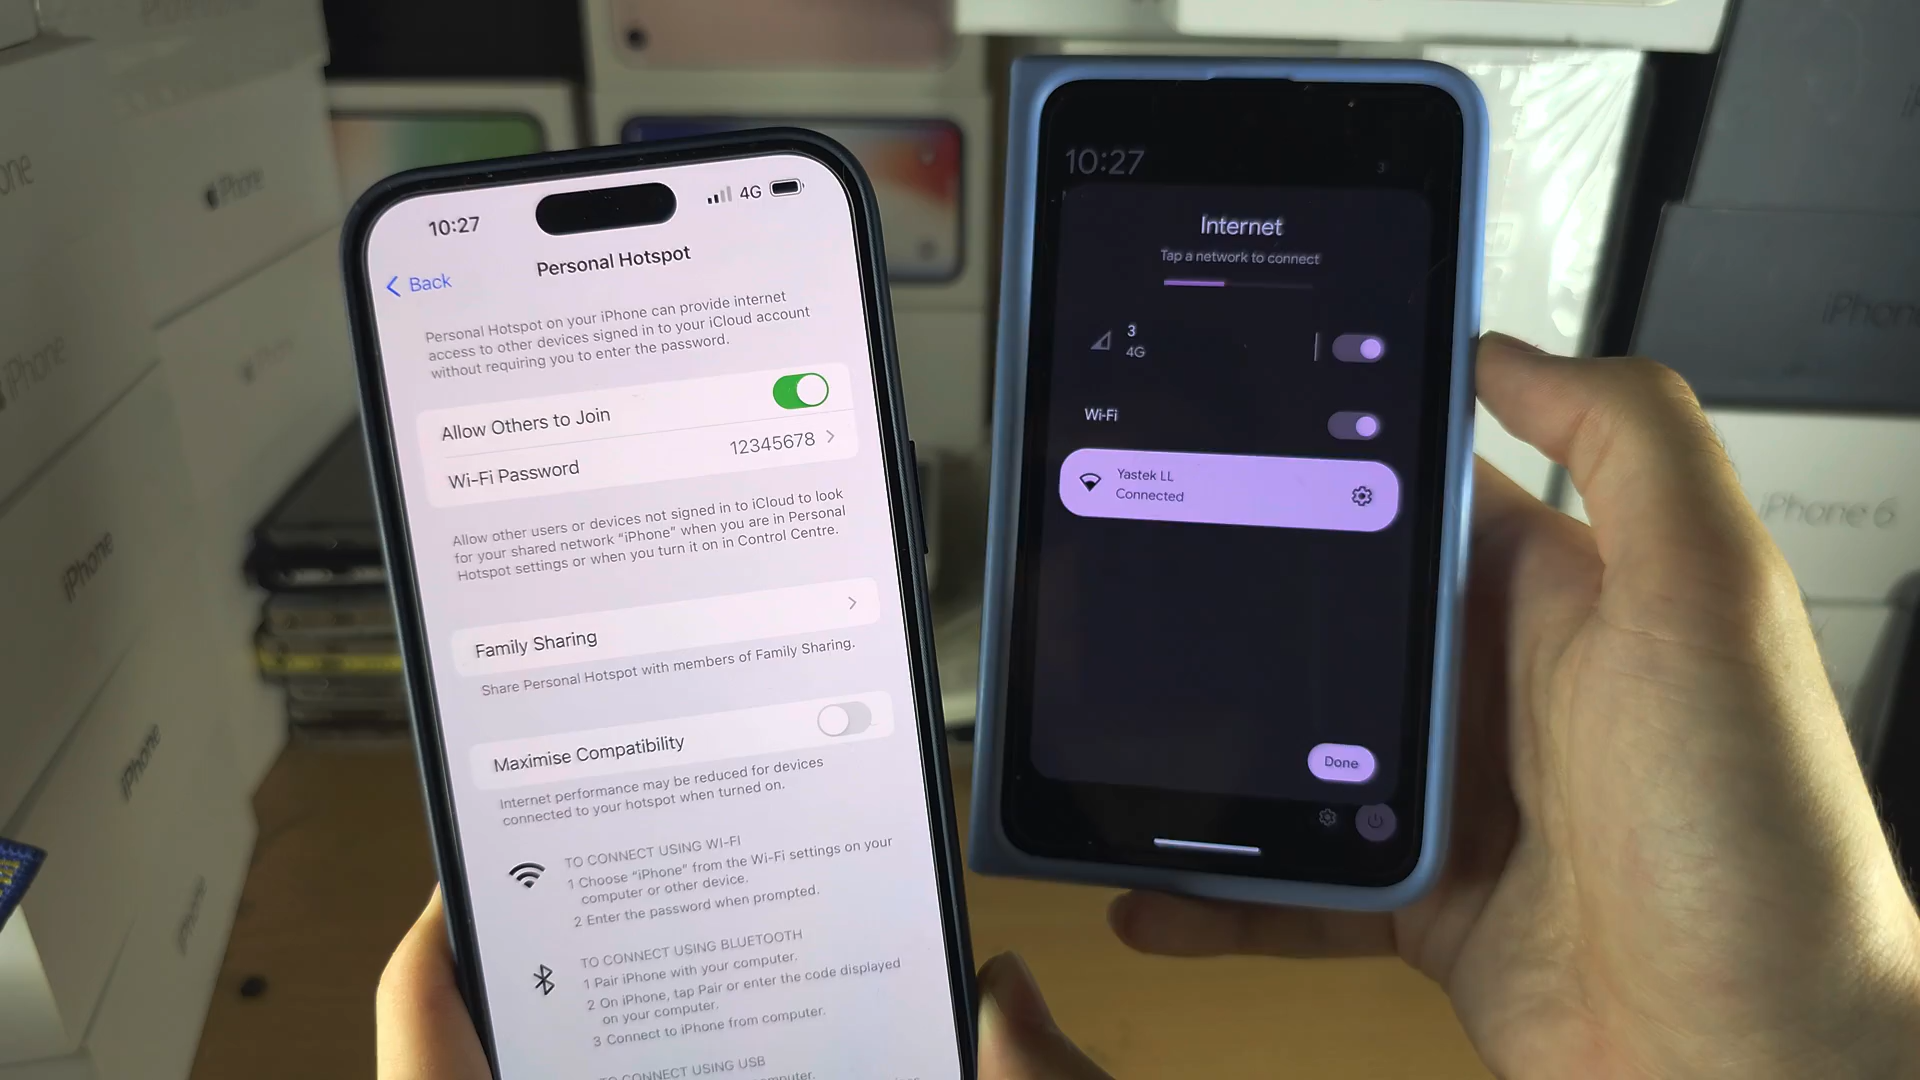 10:27
4G
Back
Personal Hotspot
Personal Hotspot on your iPhone can provide internet
access to other devices signed in to your iCloud account
without requiring you to enter the password.
Allow Others to Join
Wi-Fi Password
12345678
Allow other users or devices not signed in to iCloud to look
for your shared network “iPhone” when you are in Personal
Hotspot settings or when you turn it on in Control Centre.
Family Sharing
Share Personal Hotspot with members of Family Sharing.
Maximise Compatibility
Internet performance may be reduced for devices
connected to your hotspot when turned on.
TO CONNECT USING WI-FI
1 Choose “iPhone” from the Wi-Fi settings on your
computer or other device.
2 Enter the password when prompted.
TO CONNECT USING BLUETOOTH
1 Pair iPhone with your computer.
2 On iPhone, tap Pair or enter the code displayed
on your computer.
3 Connect to iPhone from computer.
TO CONNECT USING USB
10:27
3
Internet
Tap a network to connect
3
4G
Wi-Fi
Yastek LL
Connected
Done
iPhone
iPhone
iPhone
iPhone
iPhone
iPhone
iPhone 6